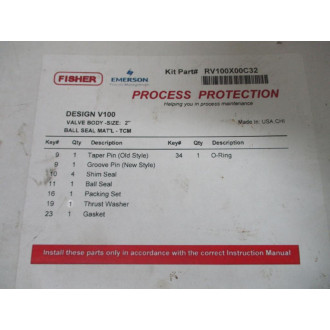 FISHER
EMERSON
Kit Part# RV100X00C32
PROCESS PROTECTION
Helping you in process maintenance
DESIGN V100
VALVE BODY -SIZE: 2"
BALL SEAL MAT'L - TCM
Made in: USA CHI
Key# Qty Description Key# Qty Description
9 1 Taper Pin (Old Style) 34 1 O-Ring
9 1 Groove Pin (New Style)
10 4 Shim Seal
11 1 Ball Seal
16 1 Packing Set
19 1 Thrust Washer
23 1 Gasket
Install these parts only in accordance with the correct Instruction Manual